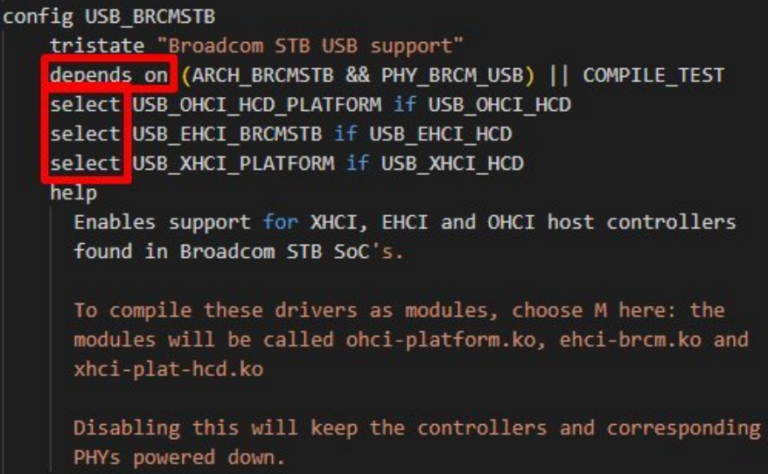 config USB_BRCMSTB
tristate "Broadcom STB USB support"
depends on (ARCH_BRCMSTB && PHY_BRCM_USB) || COMPILE_TEST
select USB_OHCI_HCD_PLATFORM if USB_OHCI_HCD
select USB_EHCI_BRCMSTB if USB_EHCI_HCD
select USB_XHCI_PLATFORM if USB_XHCI_HCD
help
Enables support for XHCI, EHCI and OHCI host controllers
found in Broadcom STB SoC's.
To compile these drivers as modules, choose M here: the
modules will be called ohci-platform.ko, ehci-brcm.ko and
xhci-plat-hcd.ko
Disabling this will keep the controllers and corresponding
PHYs powered down.